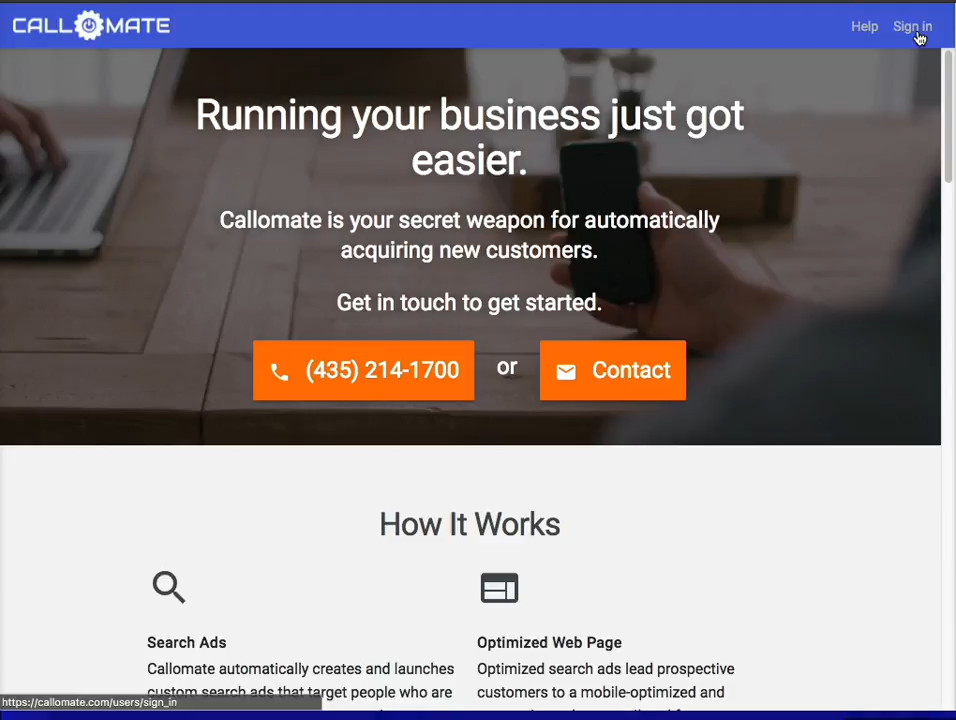 CALLOMATE
Help Sign in
Running your business just got
easier.
Callomate is your secret weapon for automatically
acquiring new customers.
Get in touch to get started.
(435) 214-1700 or Contact
How It Works
Search Ads
Callomate automatically creates and launches
custom search ads that target people who are
Optimized Web Page
Optimized search ads lead prospective
customers to a mobile-optimized and
https://callomate.com/users/sign_in